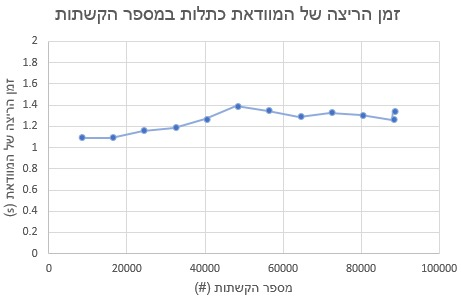 זמן הריצה של המוודאת כתלות במספר הקשתות
זמן הריצה של המוודאת (s)
2
1.8
1.6
1.4
1.2
1
0.8
0.6
0.4
0.2
0
0 20000 40000 60000 80000 100000
מספר הקשתות (#)